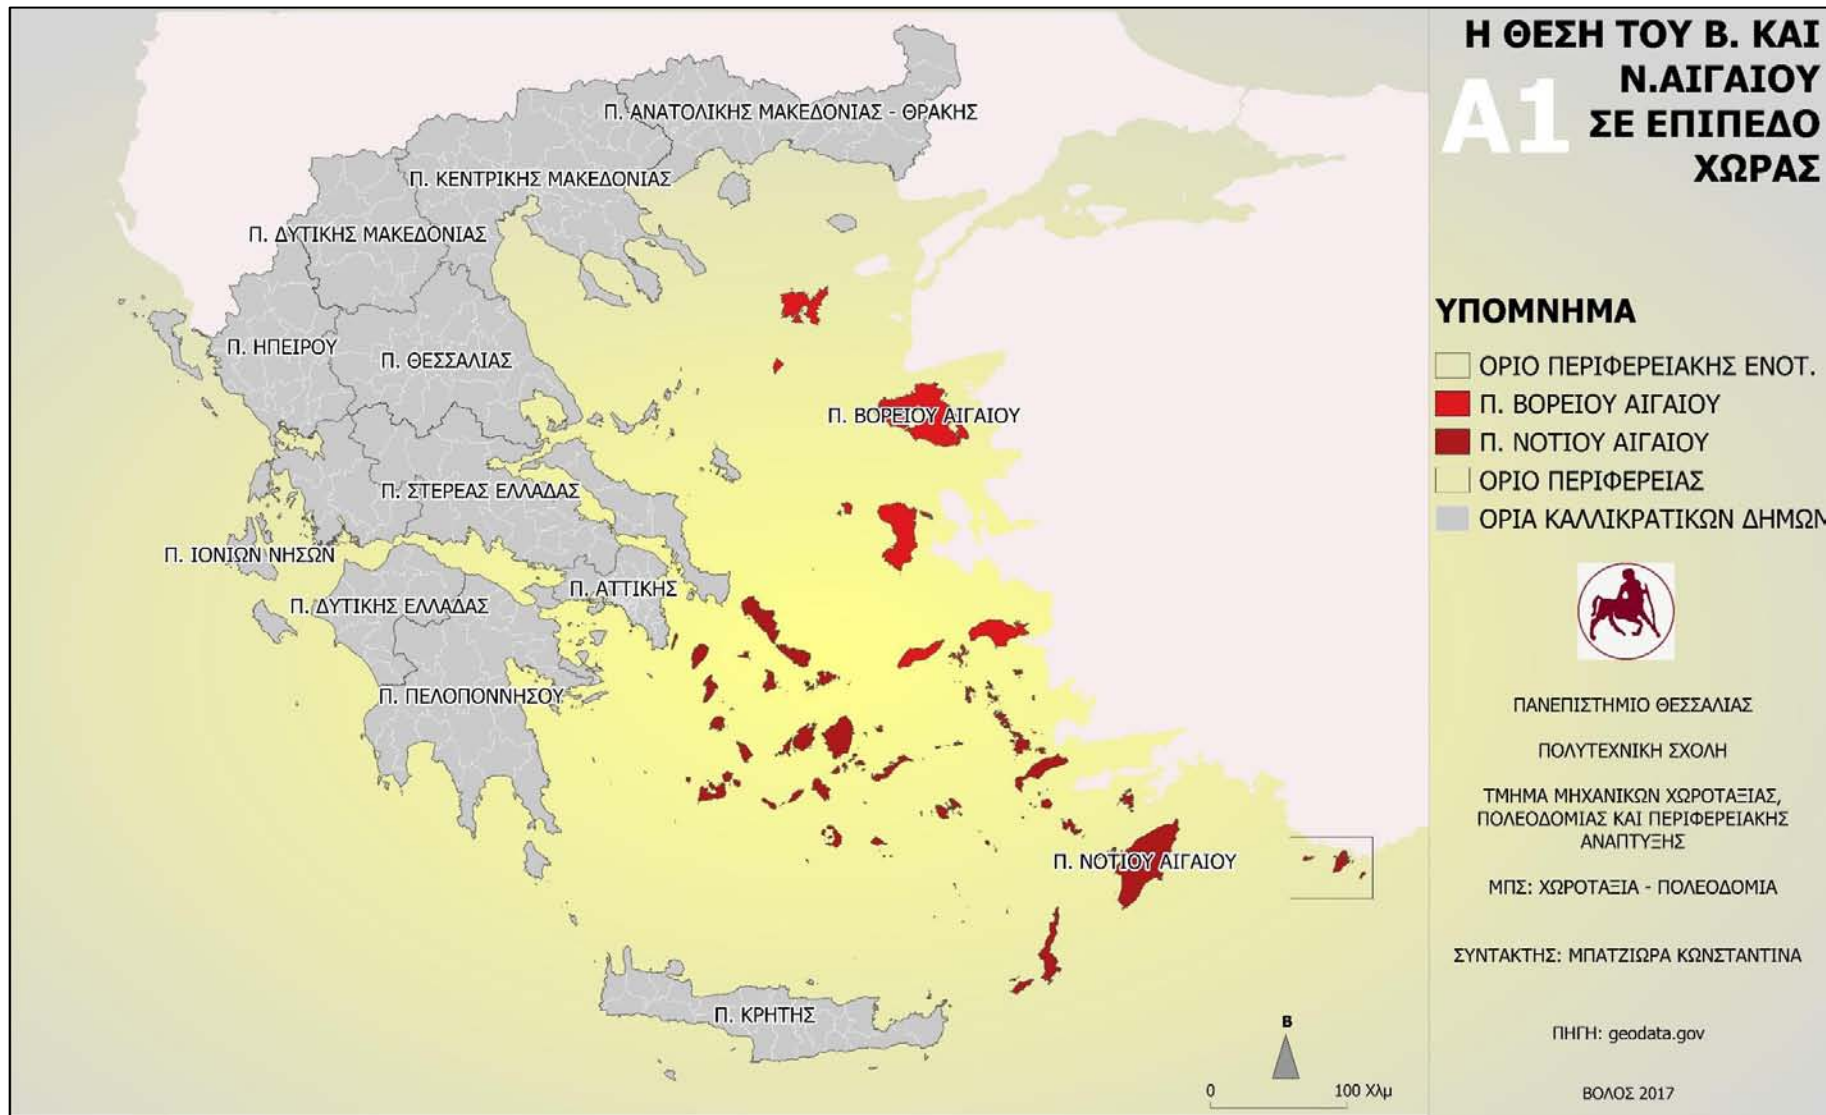 Η ΘΕΣΗ ΤΟΥ Β. ΚΑΙ
Ν.ΑΙΓΑΙΟΥ
Α1
ΣΕ ΕΠΙΠΕΔΟ
ΧΩΡΑΣ
Π. ΑΝΑΤΟΛΙΚΗΣ ΜΑΚΕΔΟΝΙΑΣ - ΘΡΑΚΗΣ
Π. ΚΕΝΤΡΙΚΗΣ ΜΑΚΕΔΟΝΙΑΣ
Π. ΔΥΤΙΚΗΣ ΜΑΚΕΔΟΝΙΑΣ
Π. ΗΠΕΙΡΟΥ
Π. ΘΕΣΣΑΛΙΑΣ
Π. ΒΟΡΕΙΟΥ ΑΙΓΑΙΟΥ
Π. ΣΤΕΡΕΑΣ ΕΛΛΑΔΑΣ
Π. ΙΟΝΙΩΝ ΝΗΣΩΝ
Π. ΑΤΤΙΚΗΣ
Π. ΔΥΤΙΚΗΣ ΕΛΛΑΔΑΣ
Π. ΠΕΛΟΠΟΝΝΗΣΟΥ
Π. ΝΟΤΙΟΥ ΑΙΓΑΙΟΥ
Π. ΚΡΗΤΗΣ
Β
0 100 Χλμ
ΥΠΟΜΝΗΜΑ
ΟΡΙΟ ΠΕΡΙΦΕΡΕΙΑΚΗΣ ΕΝΟΤ.
Π. ΒΟΡΕΙΟΥ ΑΙΓΑΙΟΥ
Π. ΝΟΤΙΟΥ ΑΙΓΑΙΟΥ
ΟΡΙΟ ΠΕΡΙΦΕΡΕΙΑΣ
ΟΡΙΑ ΚΑΛΛΙΚΡΑΤΙΚΩΝ ΔΗΜΩΝ
ΠΑΝΕΠΙΣΤΗΜΙΟ ΘΕΣΣΑΛΙΑΣ
ΠΟΛΥΤΕΧΝΙΚΗ ΣΧΟΛΗ
ΤΜΗΜΑ ΜΗΧΑΝΙΚΩΝ ΧΩΡΟΤΑΞΙΑΣ,
ΠΟΛΕΟΔΟΜΙΑΣ ΚΑΙ ΠΕΡΙΦΕΡΕΙΑΚΗΣ
ΑΝΑΠΤΥΞΗΣ
ΜΠΣ: ΧΩΡΟΤΑΞΙΑ - ΠΟΛΕΟΔΟΜΙΑ
ΣΥΝΤΑΚΤΗΣ: ΜΠΑΤΖΙΩΡΑ ΚΩΝΣΤΑΝΤΙΝΑ
ΠΗΓΗ: geodata.gov
ΒΟΛΟΣ 2017